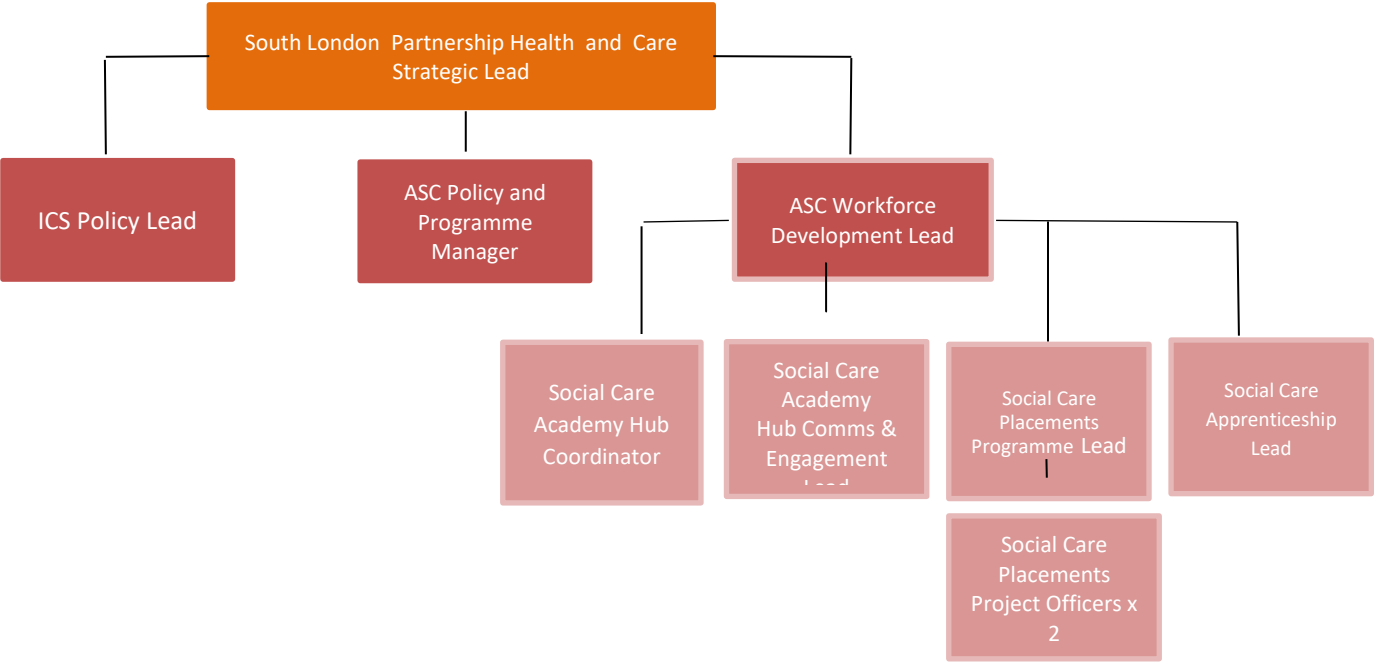 South London Partnership Health and Care
Strategic Lead
ICS Policy Lead
ASC Policy and
Programme
Manager
ASC Workforce
Development Lead
Social Care
Academy Hub
Coordinator
Social Care
Academy
Hub Comms &
Engagement
Lead
Social Care
Placements
Programme Lead
Social Care
Apprenticeship
Lead
Social Care
Placements
Project Officers x
2